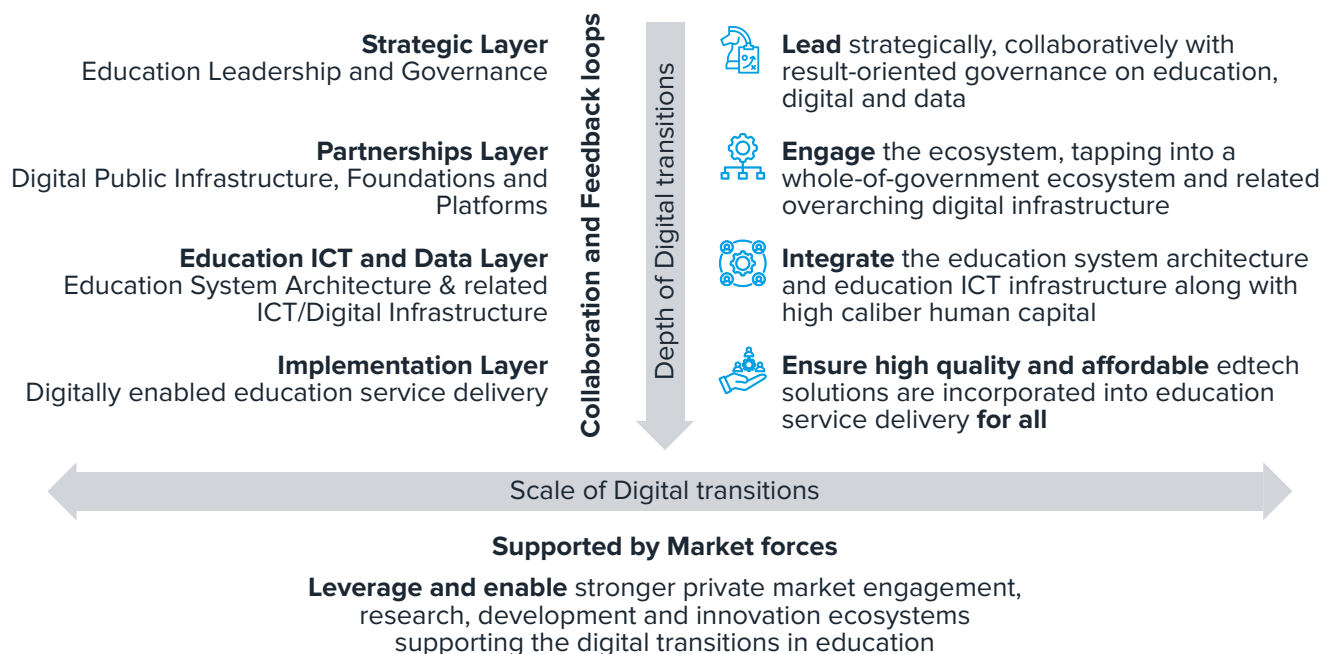 Strategic Layer
Education Leadership and Governance
Partnerships Layer
Digital Public Infrastructure, Foundations and
Platforms
Education ICT and Data Layer
Education System Architecture & related
ICT/Digital Infrastructure
Implementation Layer
Digitally enabled education service delivery
Collaboration and Feedback loops
Depth of Digital transitions
Lead strategically, collaboratively with
result-oriented governance on education,
digital and data
Engage the ecosystem, tapping into a
whole-of-government ecosystem and related
overarching digital infrastructure
Integrate the education system architecture
and education ICT infrastructure along with
high caliber human capital
Ensure high quality and affordable edtech
solutions are incorporated into education
service delivery for all
Scale of Digital transitions
Supported by Market forces
Leverage and enable stronger private market engagement,
research, development and innovation ecosystems
supporting the digital transitions in education